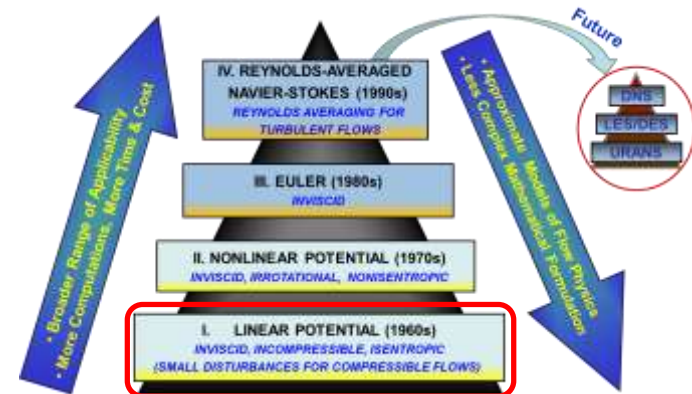 Future
IV. REYNOLDS-AVERAGED
NAVIER-STOKES (1990s)
REYNOLDS AVERAGING FOR
TURBULENT FLOWS
DNS
LES/DES
URANS
III. EULER (1980s)
INVISCID
II. NONLINEAR POTENTIAL (1970s)
INVISCID, IRROTATIONAL, NONISENTROPIC
I. LINEAR POTENTIAL (1960s)
INVISCID, INCOMPRESSIBLE, ISENTROPIC
(SMALL DISTURBANCES FOR COMPRESSIBLE FLOWS)
• Broader Range of Applicability
• More Computations, More Time & Cost
• Approximate Models of Flow Physics
• Less Complex Mathematical Formulation